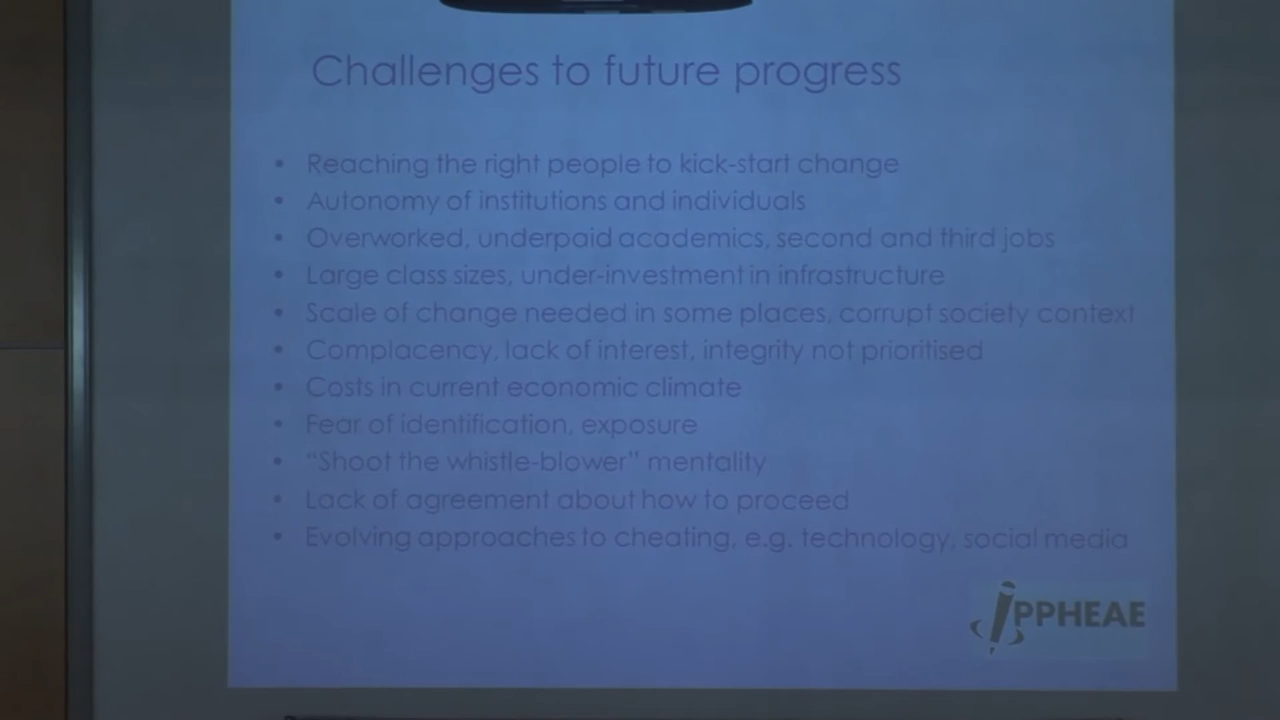 Challenges to future progress
• Reaching the right people to kick-start change
• Autonomy of institutions and individuals
• Overworked, underpaid academics, second and third jobs
• Large class sizes, under-investment in infrastructure
• Scale of change needed in some places, corrupt society context
• Complacency, lack of interest, integrity not prioritised
• Costs in current economic climate
• Fear of identification, exposure
• “Shoot the whistle-blower” mentality
• Lack of agreement about how to proceed
• Evolving approaches to cheating, e.g. technology, social media
iPPHEAE